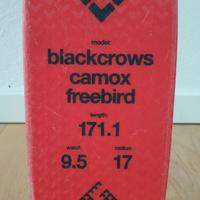 model:
blackcrows
camox
freebird
length:
171.1
waist: radius:
9.5 17